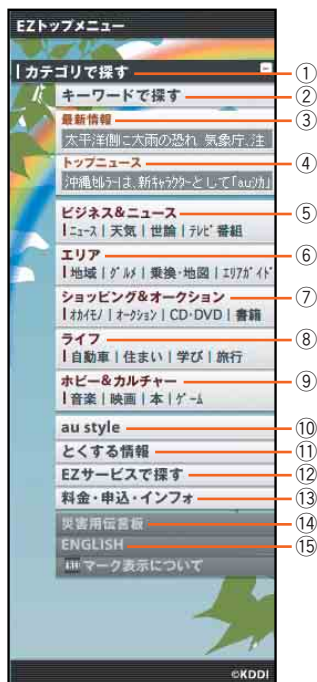 EZトップメニュー
カテゴリで探す ①
キーワードで探す ②
最新情報 ③
太平洋側に大雨の恐れ 気象庁、注
トップニュース ④
沖縄セルラーは、新キャラクターとして「auシカ」
ビジネス&ニュース ⑤
ニュース | 天気 | 世論 | テレビ番組
エリア ⑥
地域 | グルメ | 乗換・地図 | エリアガイド
ショッピング&オークション ⑦
オカイモノ | オークション | CD・DVD | 書籍
ライフ ⑧
自動車 | 住まい | 学び | 旅行
ホビー&カルチャー ⑨
音楽 | 映画 | 本 | ゲーム
au style ⑩
とくする情報 ⑪
EZサービスで探す ⑫
料金・申込・インフォ ⑬
災害用伝言板 ⑭
ENGLISH ⑮
マーク表示について
©KDDI